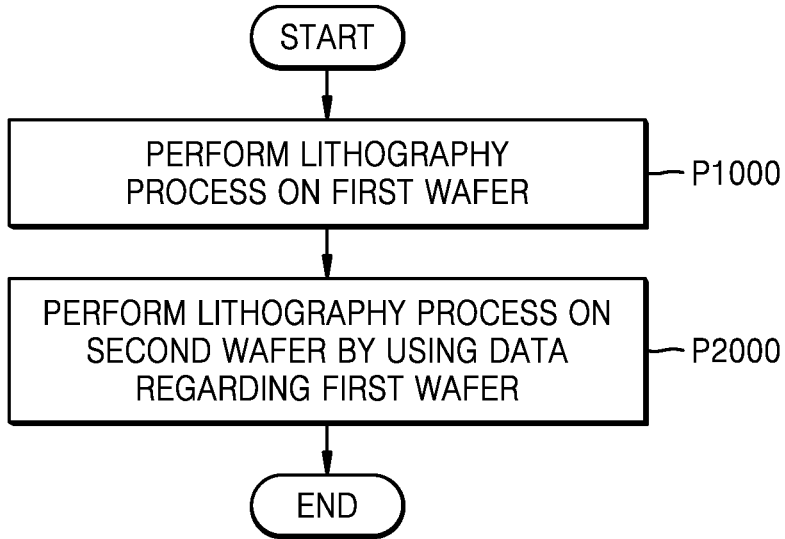 START
PERFORM LITHOGRAPHY
PROCESS ON FIRST WAFER
P1000
PERFORM LITHOGRAPHY PROCESS ON
SECOND WAFER BY USING DATA
REGARDING FIRST WAFER
P2000
END